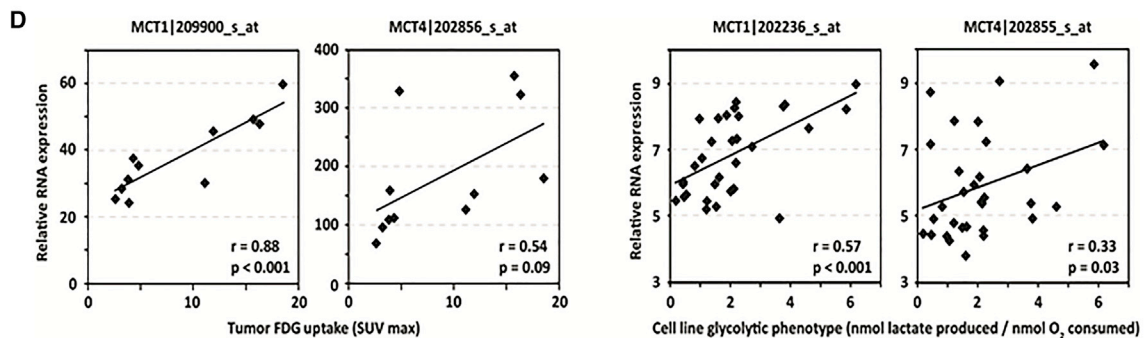 D
MCT1|209900_s_at
MCT4|202856_s_at
MCT1|202236_s_at
MCT4|202855_s_at
Relative RNA expression
60
40
20
0
r = 0.88
p < 0.001
0
10
20
400
300
200
100
0
r = 0.54
p = 0.09
0
10
20
Tumor FDG uptake (SUV max)
Relative RNA expression
9
7
5
3
r = 0.57
p < 0.001
0
2
4
6
9
7
5
3
r = 0.33
p = 0.03
0
2
4
6
Cell line glycolytic phenotype (nmol lactate produced / nmol O₂ consumed)